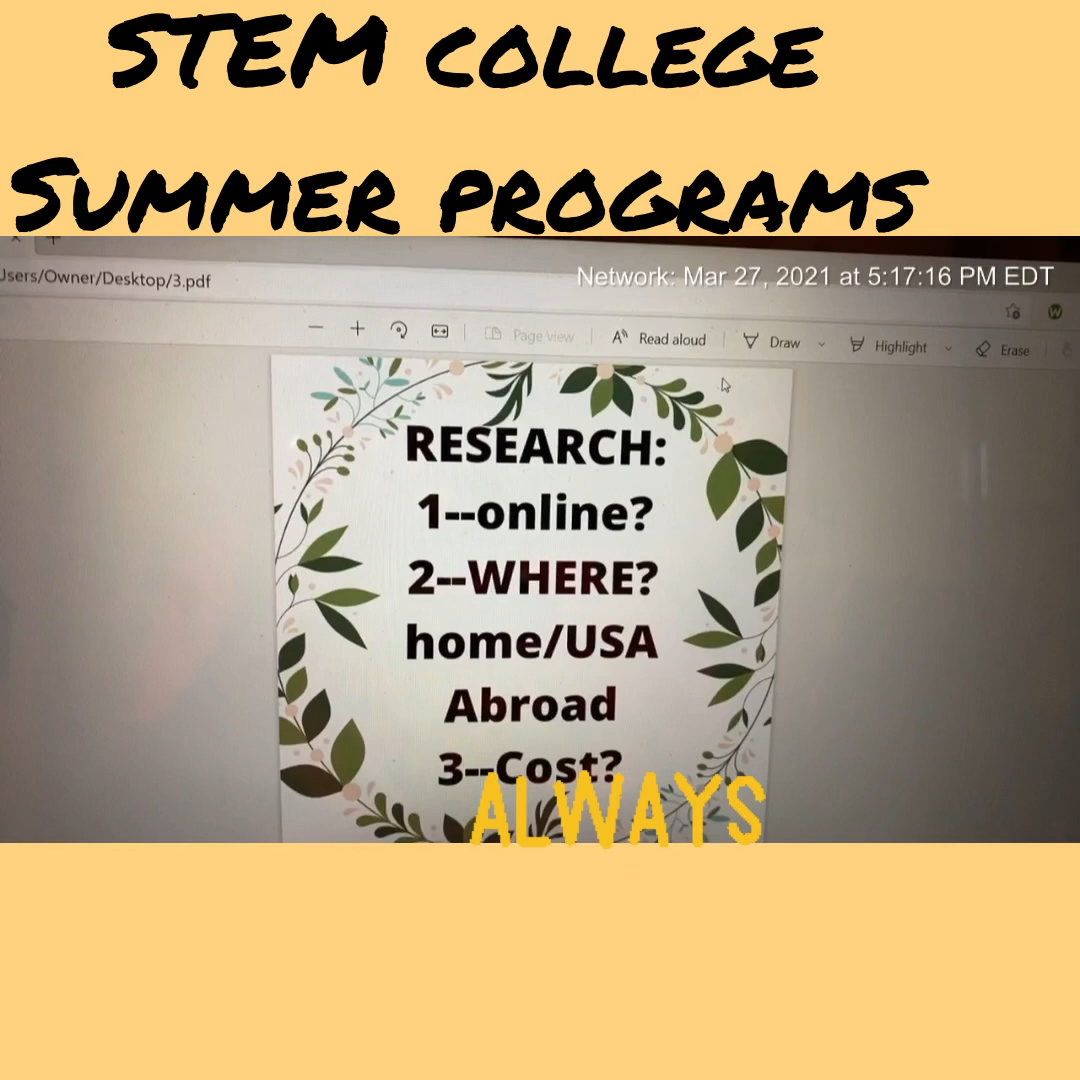 STEM COLLEGE
SUMMER PROGRAMS
Users/Owner/Desktop/3.pdf
Network: Mar 27, 2021 at 5:17:16 PM EDT
Page view
Read aloud
Draw
Highlight
Erase
RESEARCH:
1--online?
2--WHERE?
home/USA
Abroad
3--Cost?
ALWAYS